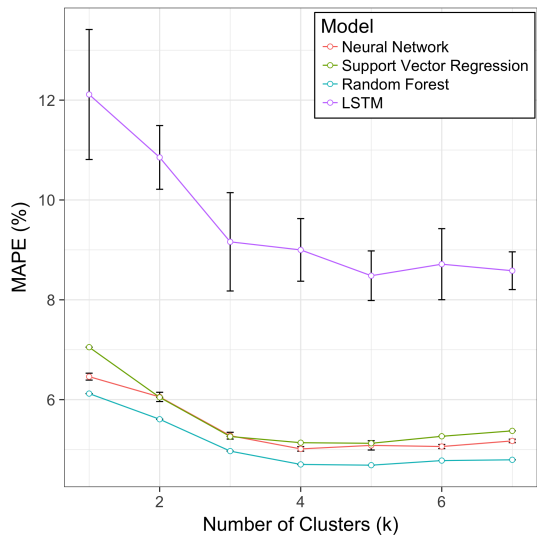 Model
Neural Network
Support Vector Regression
Random Forest
LSTM
MAPE (%)
12
10
8
6
2
4
6
Number of Clusters (k)